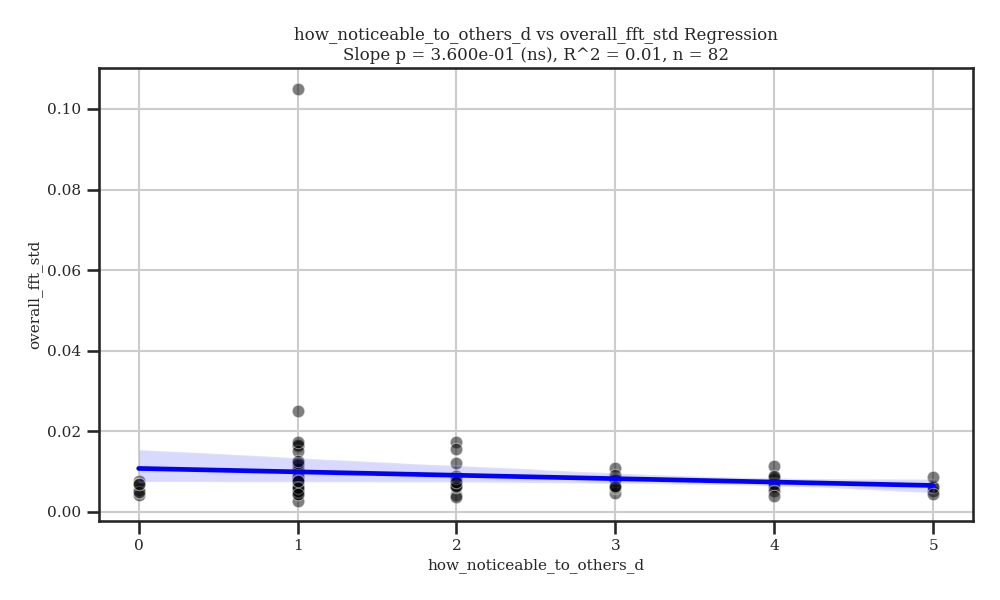 how_noticeable_to_others_d vs overall_fft_std Regression
Slope p = 3.600e-01 (ns), R^2 = 0.01, n = 82
overall_fft_std
0.10
0.08
0.06
0.04
0.02
0.00
0 1 2 3 4 5
how_noticeable_to_others_d